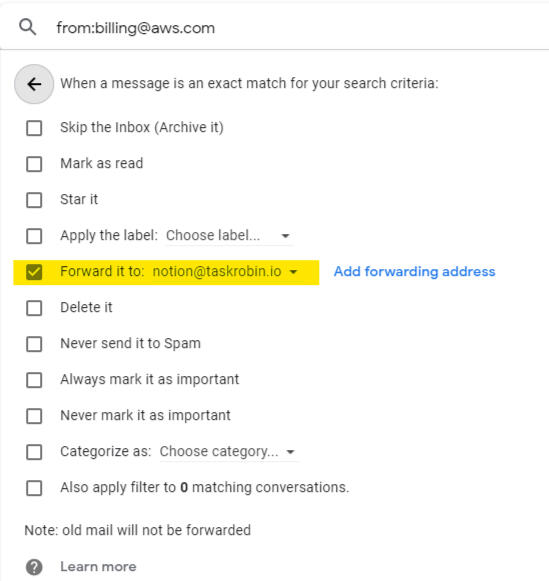 from:billing@aws.com
When a message is an exact match for your search criteria:
Skip the Inbox (Archive it)
Mark as read
Star it
Apply the label: Choose label...
Forward it to: notion@taskrobin.io Add forwarding address
Delete it
Never send it to Spam
Always mark it as important
Never mark it as important
Categorize as: Choose category...
Also apply filter to 0 matching conversations.
Note: old mail will not be forwarded
? Learn more